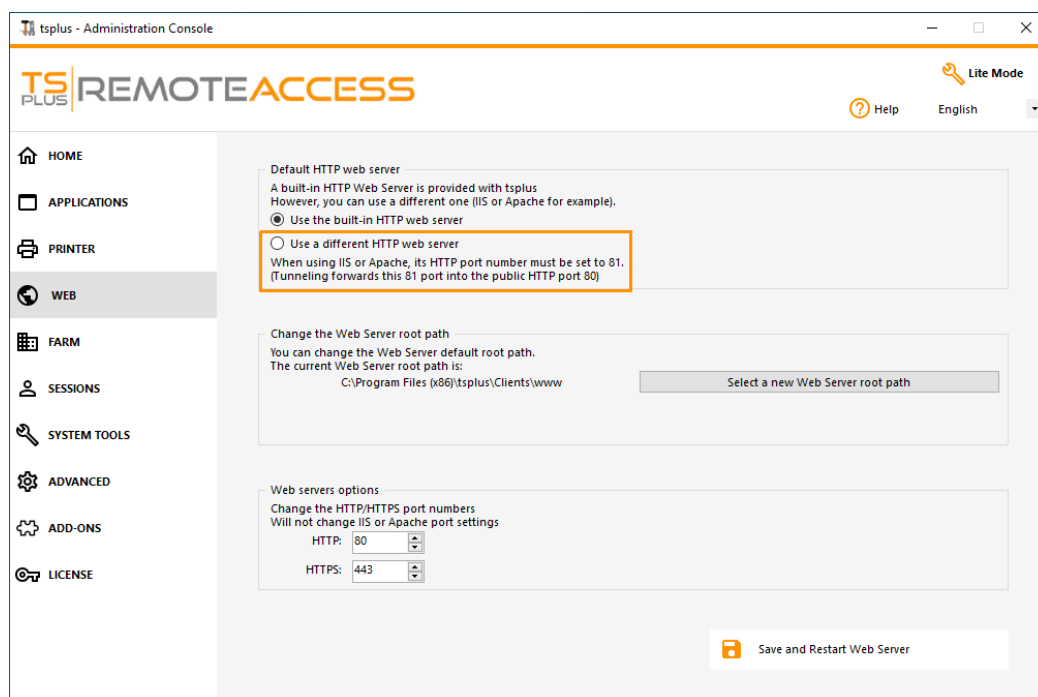 tsplus - Administration Console
TS PLUS REMOTEACCESS
Lite Mode
Help
English
HOME
APPLICATIONS
PRINTER
WEB
FARM
SESSIONS
SYSTEM TOOLS
ADVANCED
ADD-ONS
LICENSE
Default HTTP web server
A built-in HTTP Web Server is provided with tsplus
However, you can use a different one (IIS or Apache for example).
Use the built-in HTTP web server
Use a different HTTP web server
When using IIS or Apache, its HTTP port number must be set to 81.
(Tunneling forwards this 81 port into the public HTTP port 80)
Change the Web Server root path
You can change the Web Server default root path.
The current Web Server root path is:
C:\Program Files (x86)\tsplus\Clients\www
Select a new Web Server root path
Web servers options
Change the HTTP/HTTPS port numbers
Will not change IIS or Apache port settings
HTTP: 80
HTTPS: 443
Save and Restart Web Server